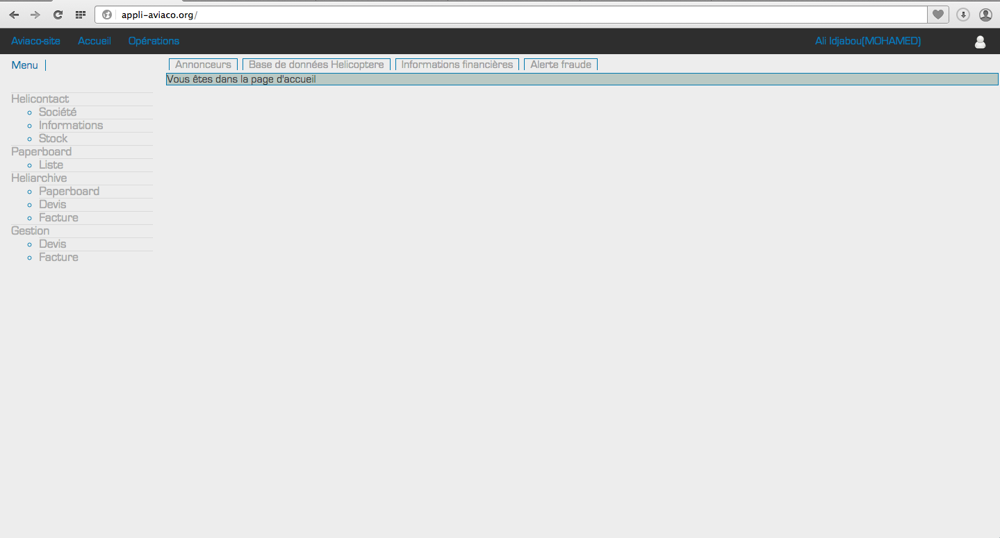 appli-aviaco.org/
Aviaco-site Accueil Opérations Ali Idjabou(MOHAMED)
Menu
Annonceurs Base de données Helicoptere Informations financières Alerte fraude
Vous êtes dans la page d'accueil
Helicontact
Société
Informations
Stock
Paperboard
Liste
Heliarchive
Paperboard
Devis
Facture
Gestion
Devis
Facture